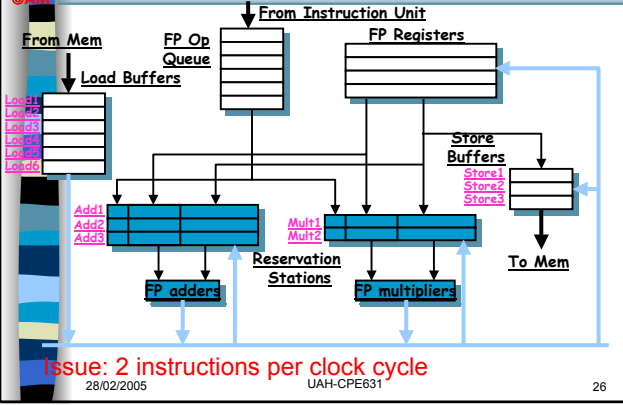 ©AM
From Instruction Unit
From Mem
FP Op
Queue
FP Registers
Load Buffers
Load1
Load2
Load3
Load4
Load5
Load6
Store
Buffers
Store1
Store2
Store3
Add1
Add2
Add3
Mult1
Mult2
Reservation
Stations
To Mem
FP adders
FP multipliers
Issue: 2 instructions per clock cycle
28/02/2005
UAH-CPE631
26